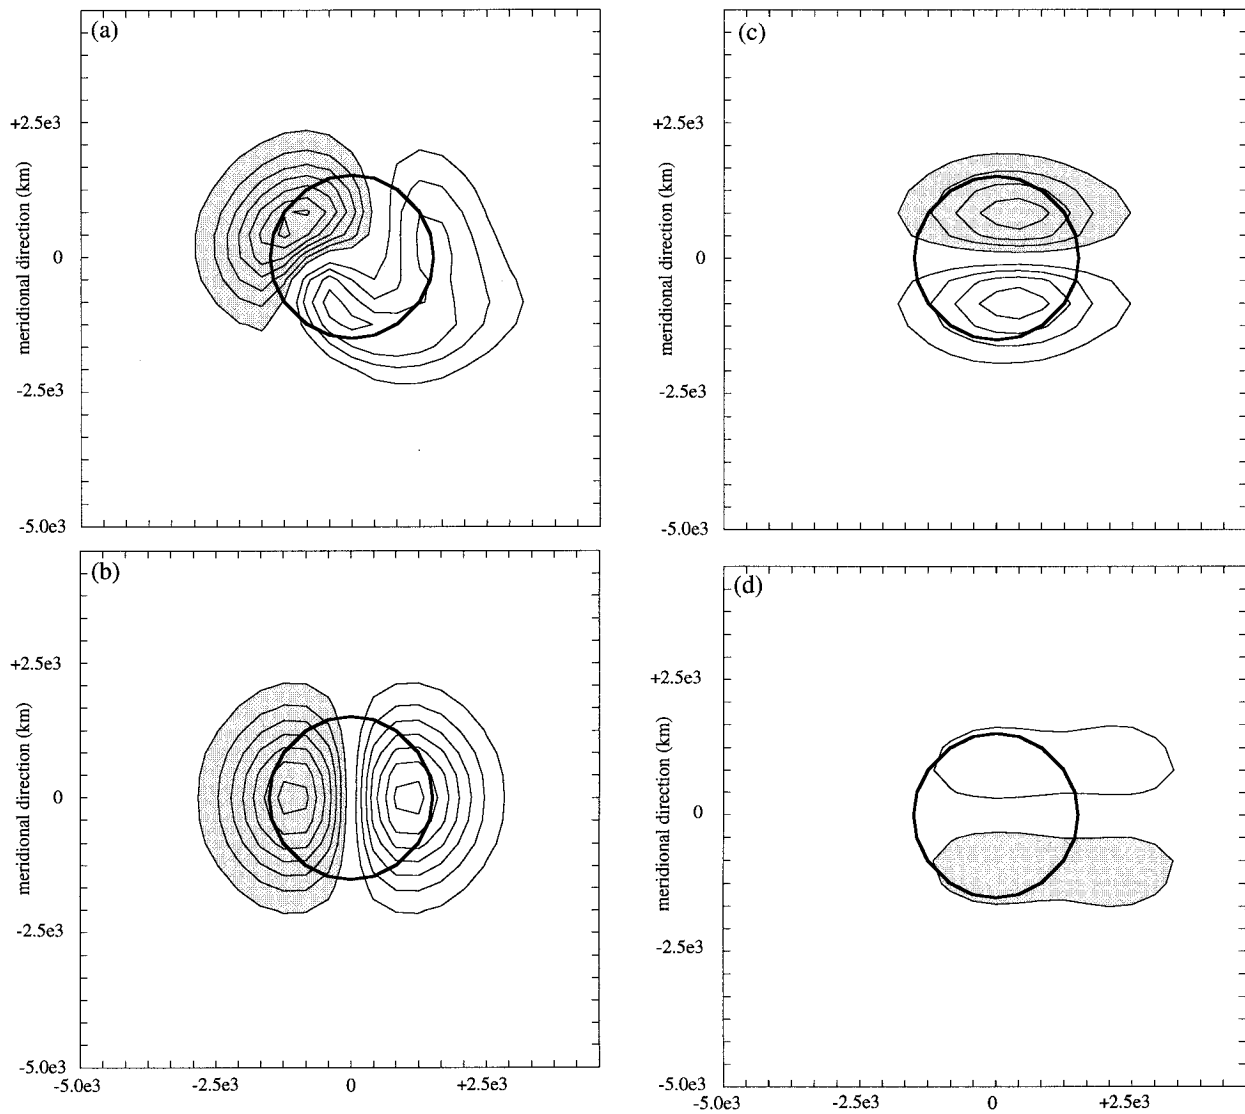 (a)
+2.5e3
0
-2.5e3
-5.0e3
meridional direction (km)
(b)
+2.5e3
0
-2.5e3
-5.0e3
meridional direction (km)
-5.0e3
-2.5e3
0
+2.5e3
(c)
+2.5e3
0
-2.5e3
-5.0e3
meridional direction (km)
(d)
+2.5e3
0
-2.5e3
-5.0e3
meridional direction (km)
-5.0e3
-2.5e3
0
+2.5e3